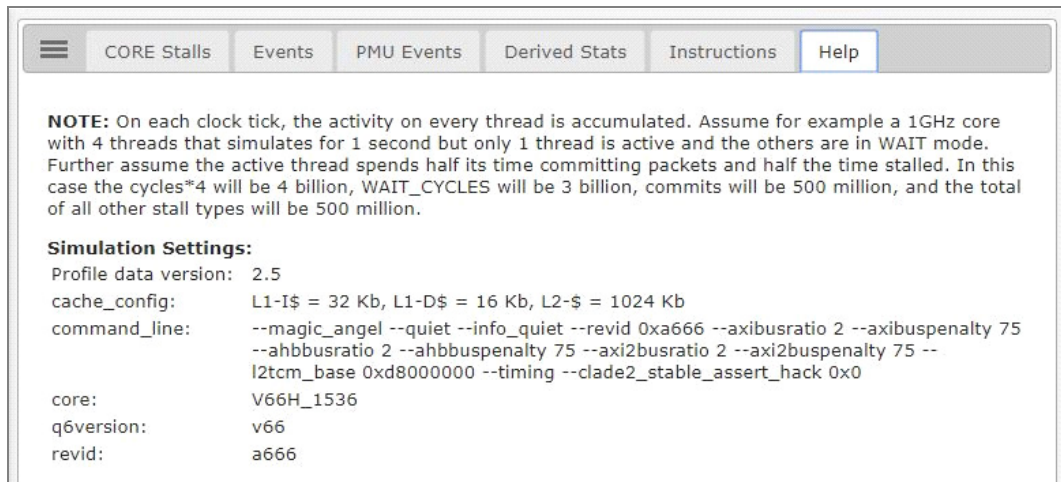 CORE Stalls Events PMU Events Derived Stats Instructions Help
NOTE: On each clock tick, the activity on every thread is accumulated. Assume for example a 1GHz core
with 4 threads that simulates for 1 second but only 1 thread is active and the others are in WAIT mode.
Further assume the active thread spends half its time committing packets and half the time stalled. In this
case the cycles*4 will be 4 billion, WAIT_CYCLES will be 3 billion, commits will be 500 million, and the total
of all other stall types will be 500 million.
Simulation Settings:
Profile data version: 2.5
cache_config: L1-I$ = 32 Kb, L1-D$ = 16 Kb, L2-$ = 1024 Kb
command_line: --magic_angel --quiet --info_quiet --revid 0xa666 --axibusratio 2 --axibuspenalty 75
--ahbbusratio 2 --ahbbuspenalty 75 --axi2busratio 2 --axi2buspenalty 75 --
l2tcm_base 0xd8000000 --timing --clade2_stable_assert_hack 0x0
core: V66H_1536
q6version: v66
revid: a666